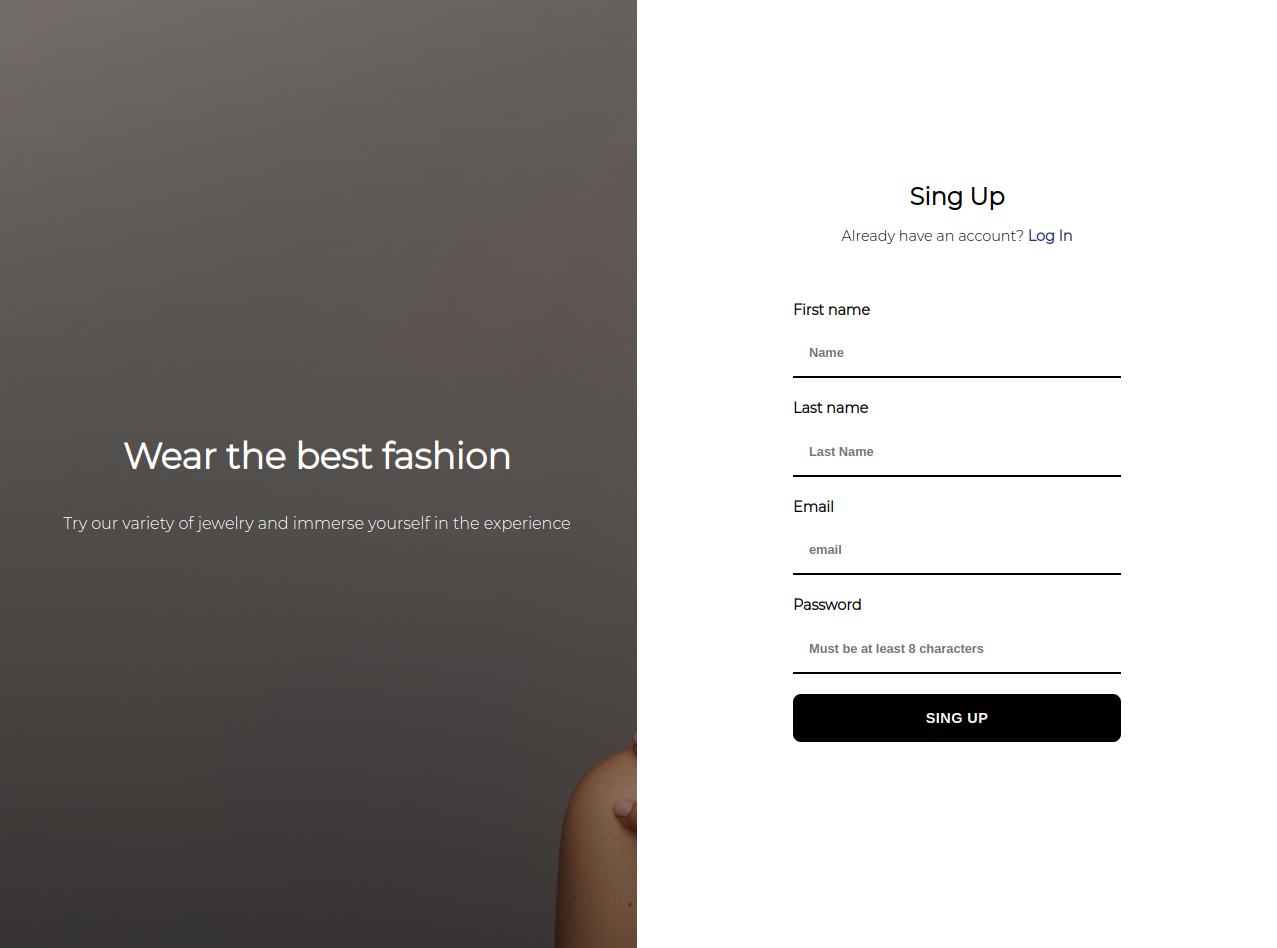 Wear the best fashion
Try our variety of jewelry and immerse yourself in the experience
Sing Up
Already have an account? Log In
First name
Name
Last name
Last Name
Email
email
Password
Must be at least 8 characters
SING UP